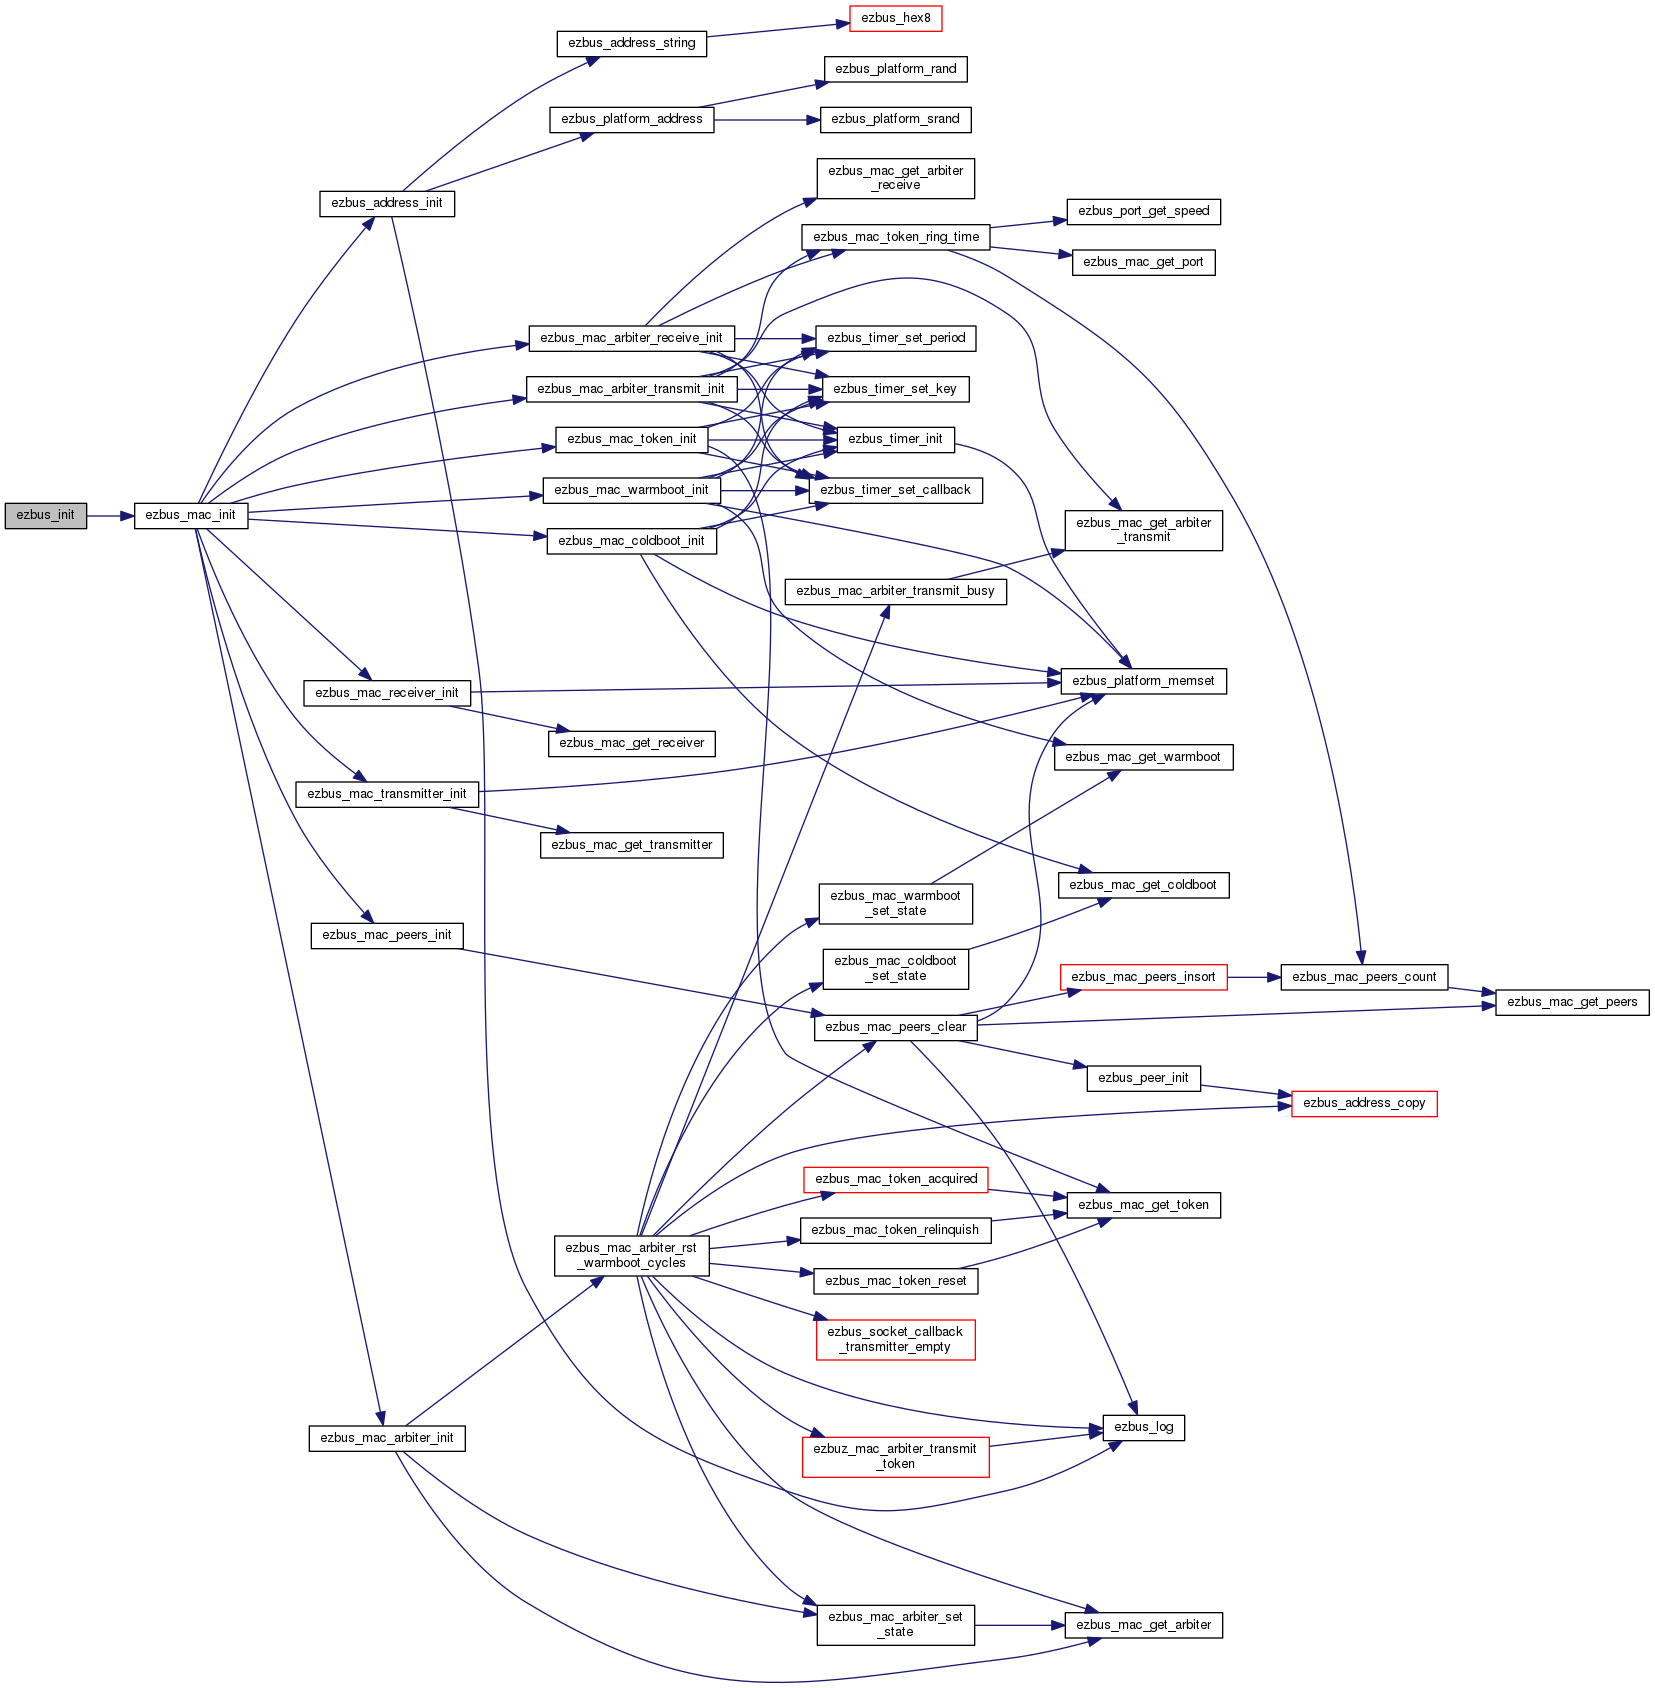 ezbus_hex8
ezbus_address_string
ezbus_platform_rand
ezbus_platform_address
ezbus_platform_srand
ezbus_mac_get_arbiter
_receive
ezbus_address_init
ezbus_port_get_speed
ezbus_mac_token_ring_time
ezbus_mac_get_port
ezbus_mac_arbiter_receive_init
ezbus_timer_set_period
ezbus_mac_arbiter_transmit_init
ezbus_timer_set_key
ezbus_mac_token_init
ezbus_timer_init
ezbus_mac_warmboot_init
ezbus_timer_set_callback
ezbus_init
ezbus_mac_init
ezbus_mac_get_arbiter
_transmit
ezbus_mac_coldboot_init
ezbus_mac_arbiter_transmit_busy
ezbus_platform_memset
ezbus_mac_receiver_init
ezbus_mac_get_receiver
ezbus_mac_get_warmboot
ezbus_mac_transmitter_init
ezbus_mac_get_transmitter
ezbus_mac_get_coldboot
ezbus_mac_warmboot
_set_state
ezbus_mac_peers_init
ezbus_mac_coldboot
_set_state
ezbus_mac_peers_insort
ezbus_mac_peers_count
ezbus_mac_get_peers
ezbus_mac_peers_clear
ezbus_peer_init
ezbus_address_copy
ezbus_mac_token_acquired
ezbus_mac_get_token
ezbus_mac_token_relinquish
ezbus_mac_arbiter_rst
_warmboot_cycles
ezbus_mac_token_reset
ezbus_socket_callback
_transmitter_empty
ezbus_log
ezbus_mac_arbiter_init
ezbuz_mac_arbiter_transmit
_token
ezbus_mac_arbiter_set
_state
ezbus_mac_get_arbiter